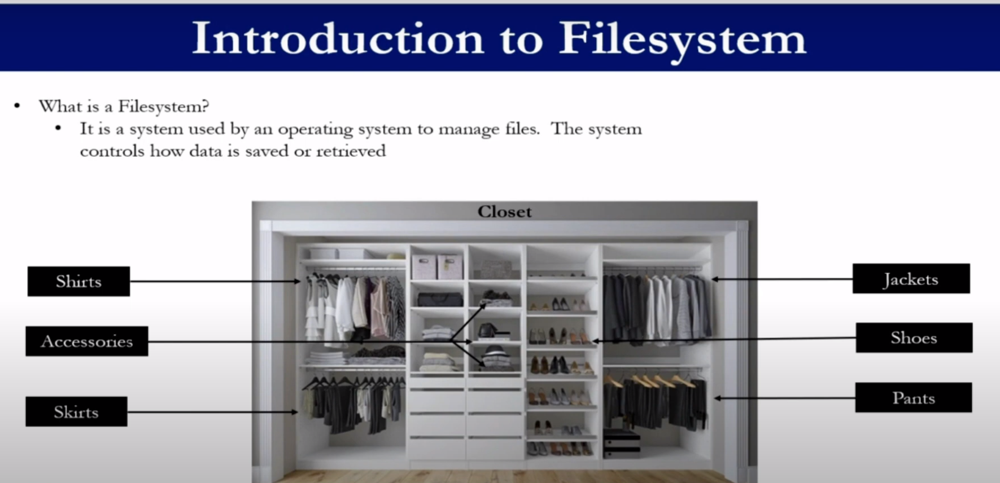 Introduction to Filesystem
• What is a Filesystem?
• It is a system used by an operating system to manage files. The system
controls how data is saved or retrieved
Closet
Shirts
Accessories
Skirts
Jackets
Shoes
Pants